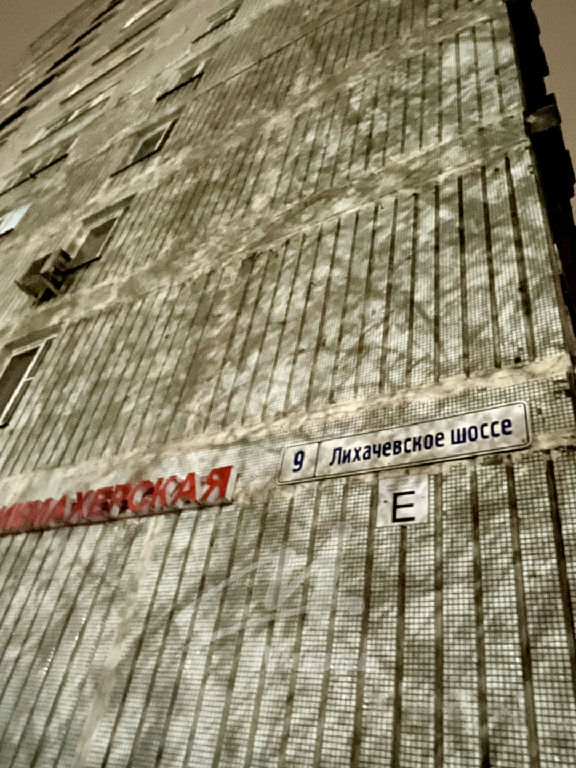 9 Лихачевское шоссе
Е